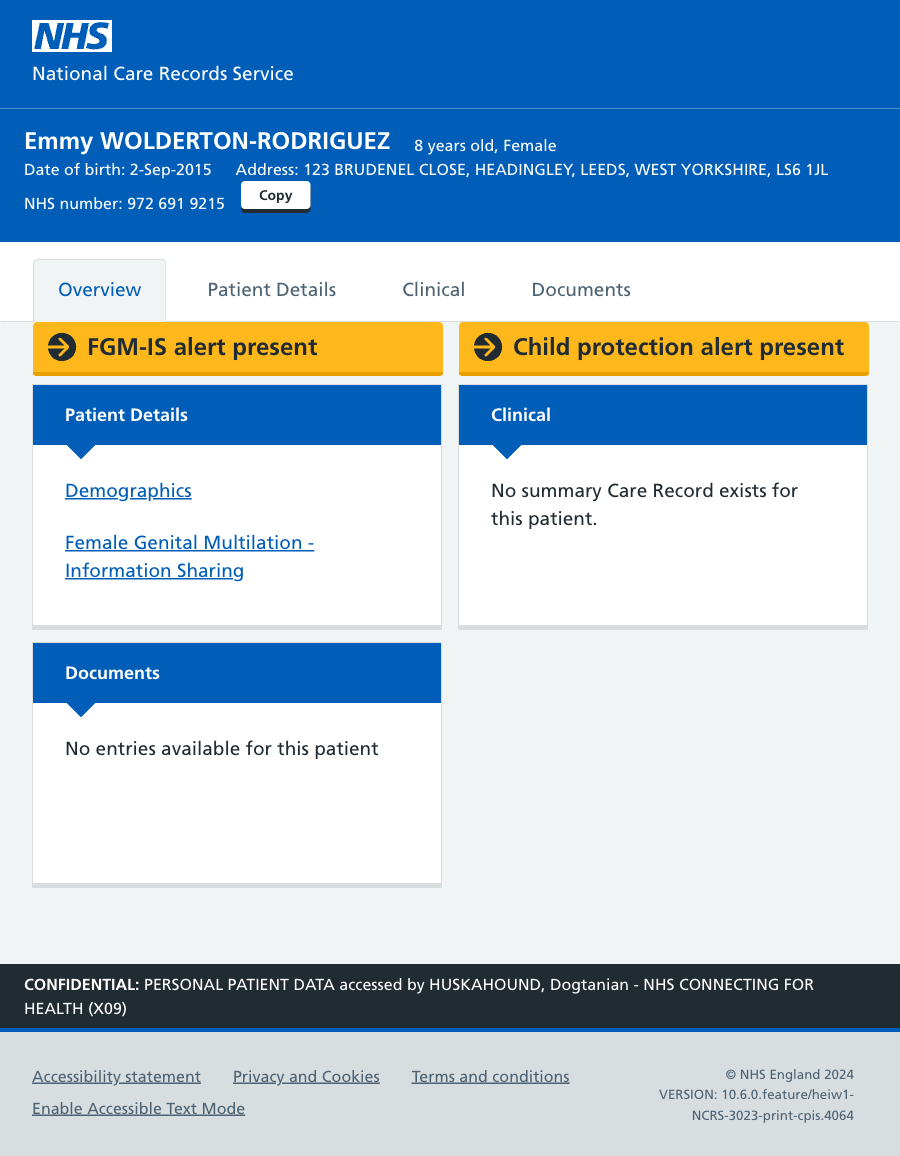 NHS
National Care Records Service
Emmy WOLDERTON-RODRIGUEZ 8 years old, Female
Date of birth: 2-Sep-2015 Address: 123 BRUDENEL CLOSE, HEADINGLEY, LEEDS, WEST YORKSHIRE, LS6 1JL
NHS number: 972 691 9215 Copy
Overview Patient Details Clinical Documents
FGM-IS alert present
Child protection alert present
Patient Details
Demographics
Female Genital Multilation -
Information Sharing
Clinical
No summary Care Record exists for
this patient.
Documents
No entries available for this patient
CONFIDENTIAL: PERSONAL PATIENT DATA accessed by HUSKAHOUND, Dogtanian - NHS CONNECTING FOR
HEALTH (X09)
Accessibility statement Privacy and Cookies Terms and conditions
Enable Accessible Text Mode
© NHS England 2024
VERSION: 10.6.0.feature/heiw1-
NCRS-3023-print-cpis.4064